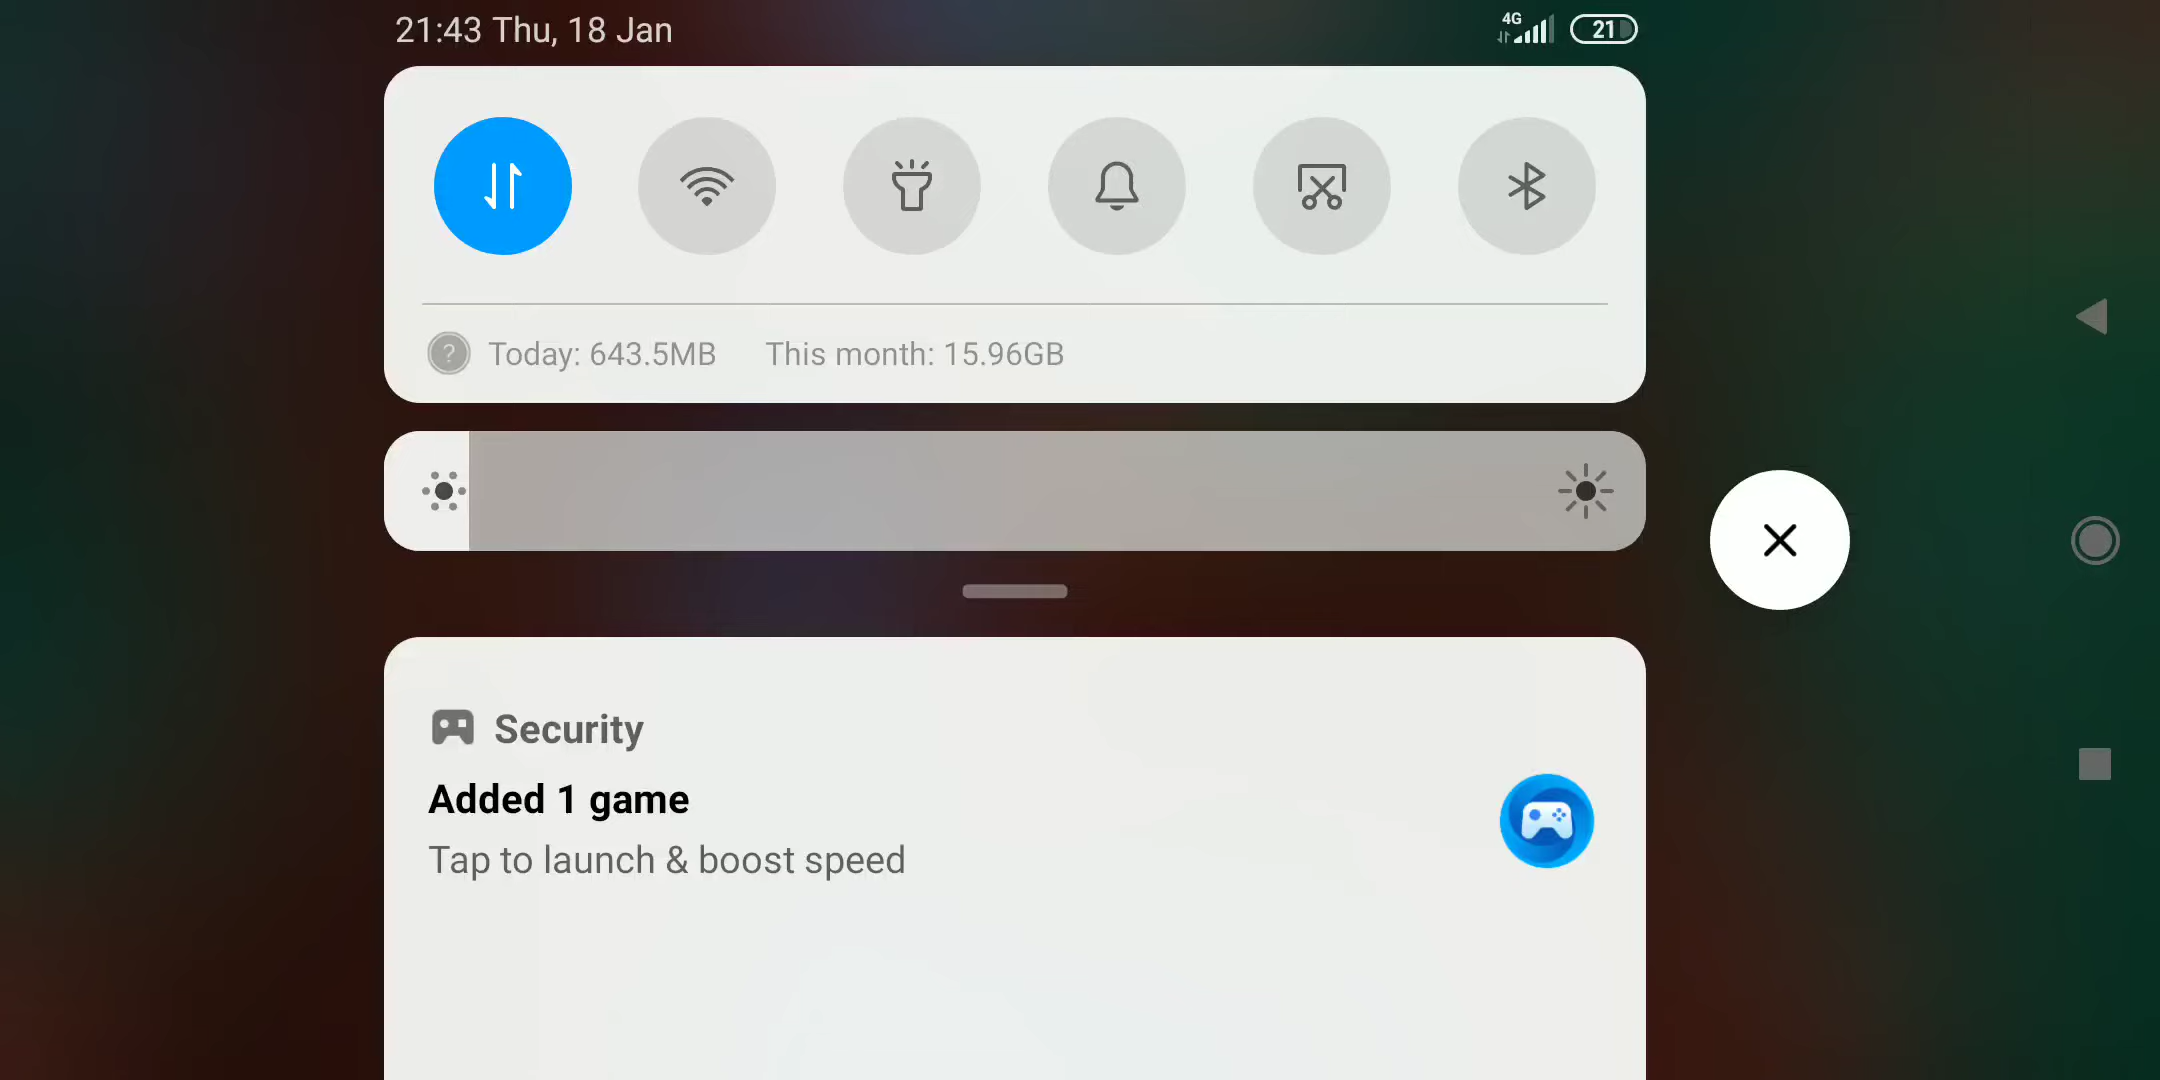 21:43 Thu, 18 Jan
4G
21
? Today: 643.5MB This month: 15.96GB
Security
Added 1 game
Tap to launch & boost speed